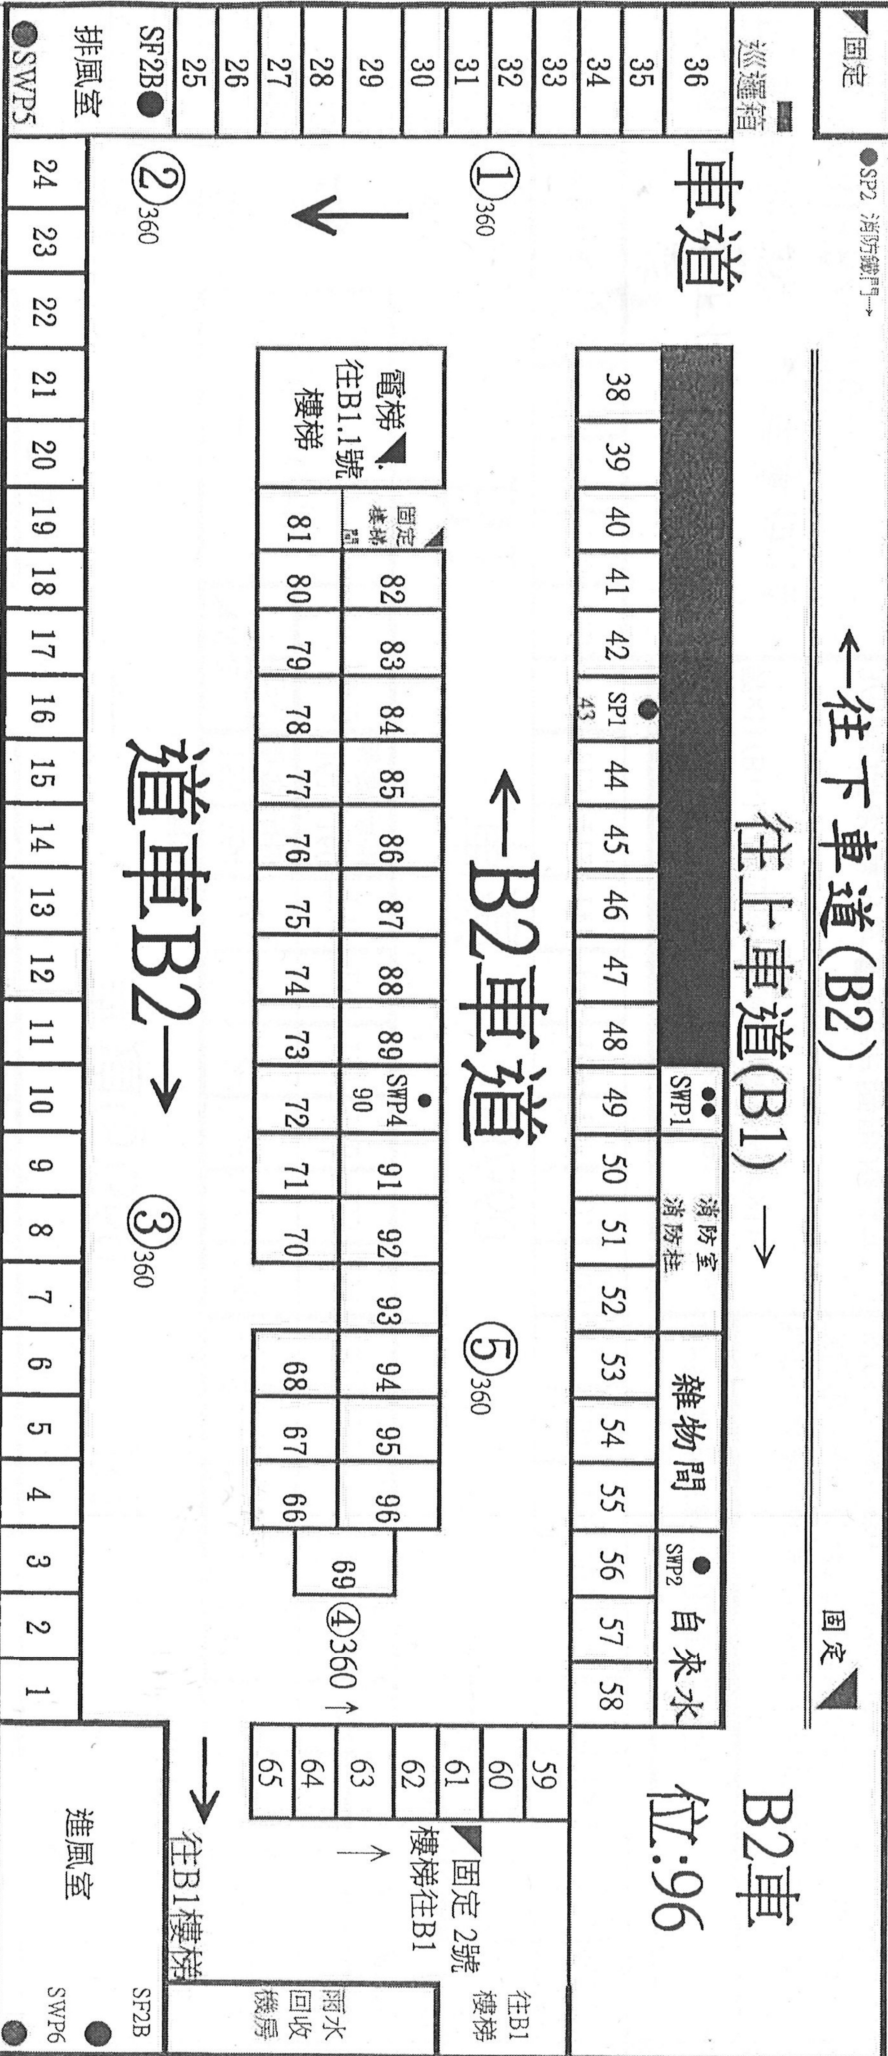 固定
●SP2 消防鐵門→
←往下車道(B2)
固定
巡邏箱
往上車道(B1) →
B2車
位:96
車道
SWP1
消防室
消防柱
雜物間
SWP2 自來水
36
35
34
33
32
31
30
29
28
27
26
25
38 39 40 41 42 SP1 43 44 45 46 47 48 49 50 51 52 53 54 55 56 57 58
①360
←B2車道
⑤360
59
60
61
62
63
64
65
固定 2號
樓梯往B1
↑
往B1
樓梯
電梯
往B1.1號
樓梯
固定
樓梯
間
82 83 84 85 86 87 88 89 SWP4 90 91 92 93 94 95 96
81 80 79 78 77 76 75 74 73 72 71 70 68 67 66
69
④360↑
雨水
回收
機房
②360
道車B2→
③360
→
往B1樓梯
SF2B
排風室
SWP5
24 23 22 21 20 19 18 17 16 15 14 13 12 11 10 9 8 7 6 5 4 3 2 1
進風室
SF2B
SWP6